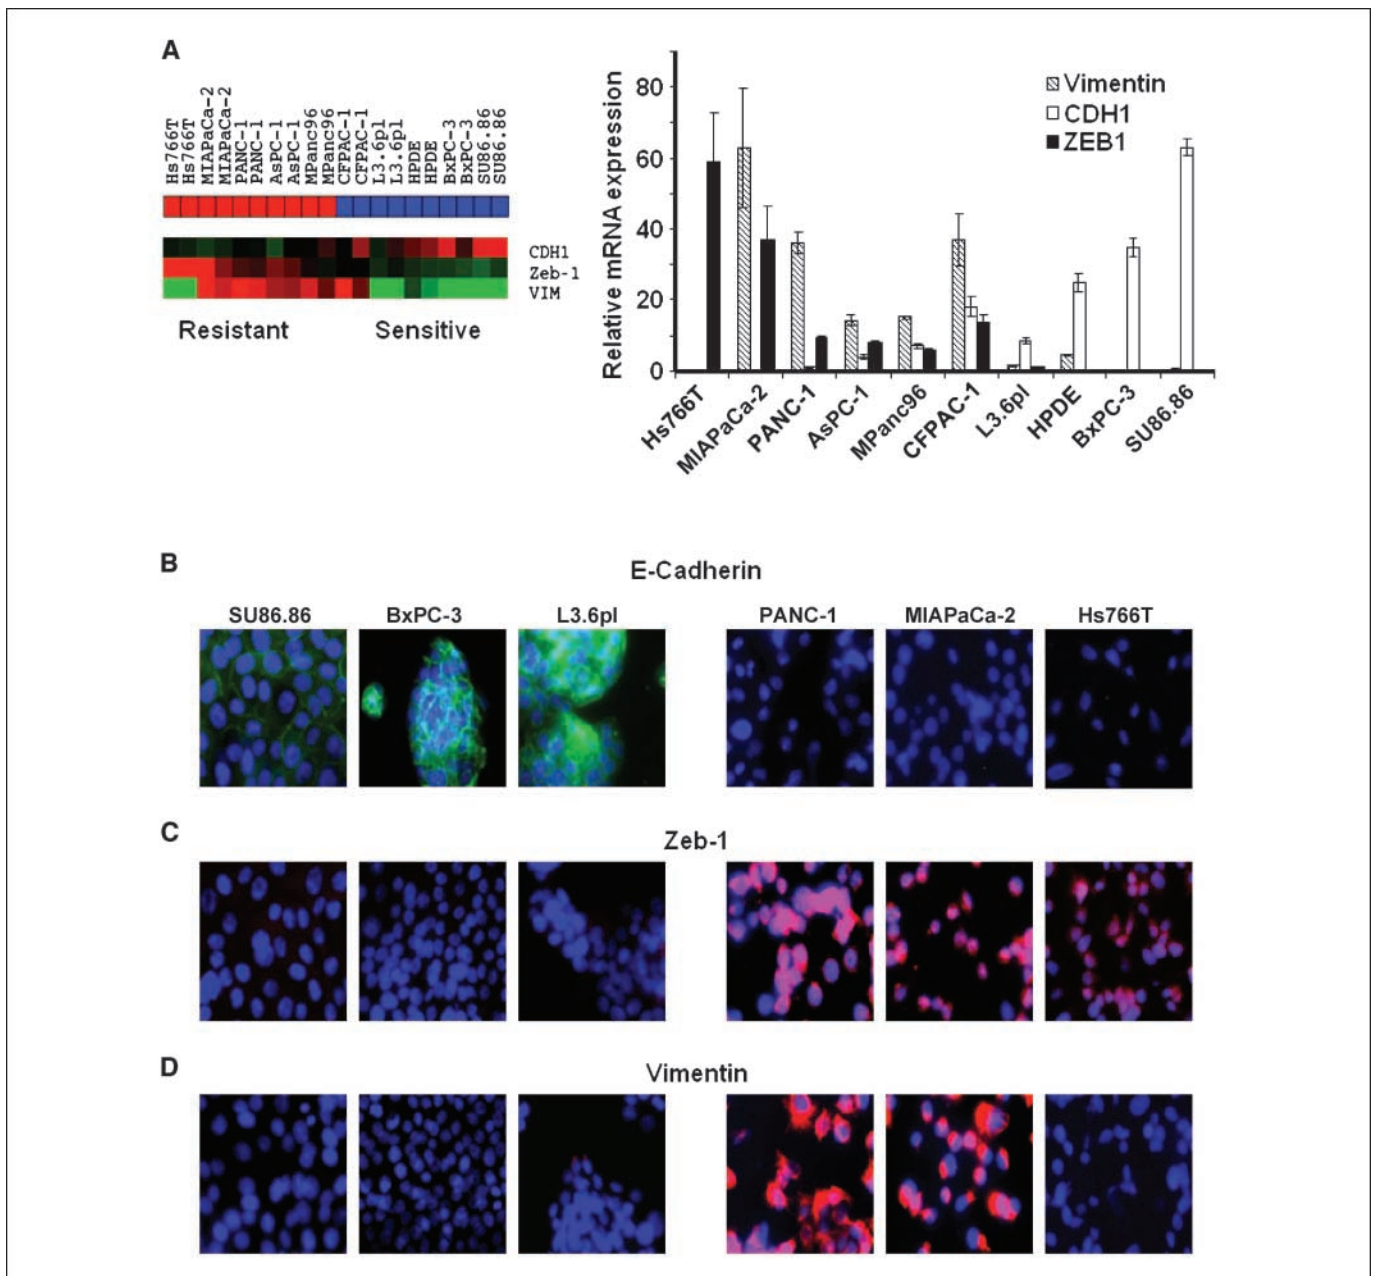 A
Hs766T
Hs766T
MIAPaCa-2
MIAPaCa-2
PANC-1
PANC-1
AsPC-1
AsPC-1
MPanc96
MPanc96
CFPAC-1
CFPAC-1
L3.6pl
L3.6pl
HPDE
HPDE
BxPC-3
BxPC-3
SU86.86
SU86.86
CDH1
Zeb-1
VIM
Resistant Sensitive
Relative mRNA expression
80
60
40
20
0
Vimentin
CDH1
ZEB1
Hs766T
MIAPaCa-2
PANC-1
AsPC-1
MPanc96
CFPAC-1
L3.6pl
HPDE
BxPC-3
SU86.86
B
E-Cadherin
SU86.86 BxPC-3 L3.6pl PANC-1 MIAPaCa-2 Hs766T
C
Zeb-1
D
Vimentin